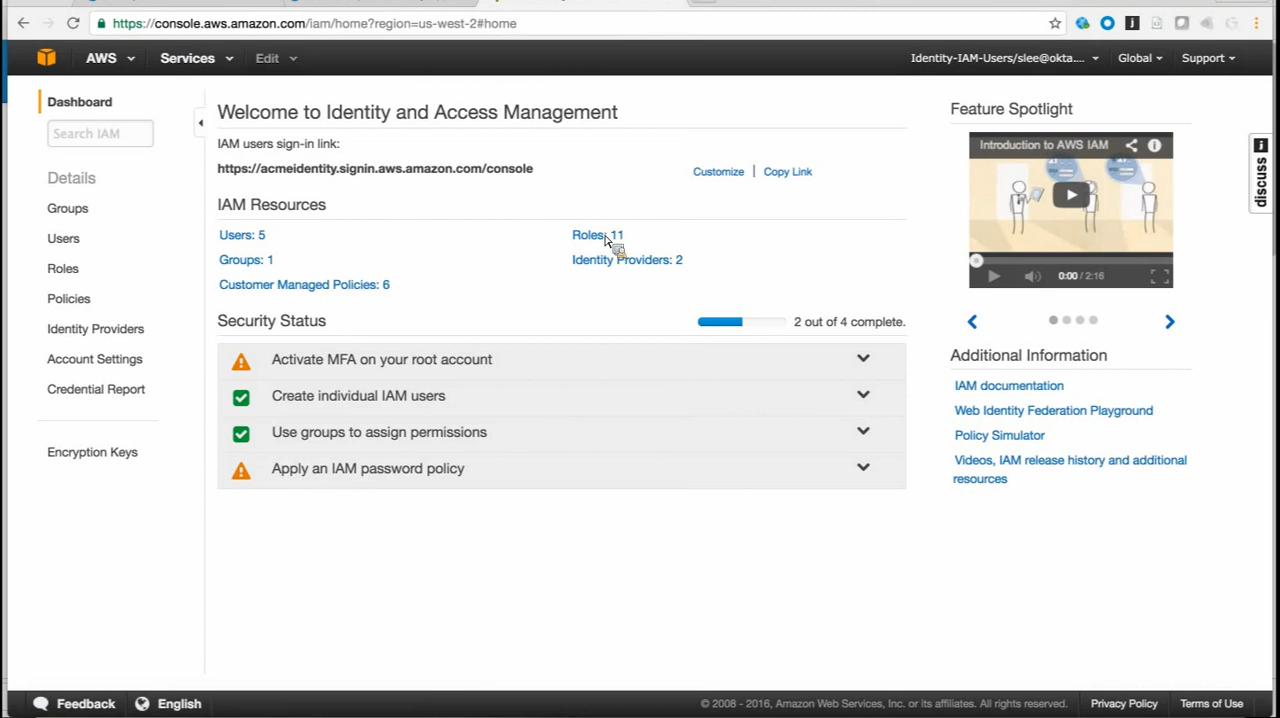 https://console.aws.amazon.com/iam/home?region=us-west-2#home
AWS Services Edit Identity-IAM-Users/slee@okta.... Global Support
Dashboard
Search IAM
Details
Groups
Users
Roles
Policies
Identity Providers
Account Settings
Credential Report
Encryption Keys
Welcome to Identity and Access Management
IAM users sign-in link:
https://acmeidentity.signin.aws.amazon.com/console
Customize | Copy Link
IAM Resources
Users: 5
Roles: 11
Groups: 1
Identity Providers: 2
Customer Managed Policies: 6
Security Status
2 out of 4 complete.
Activate MFA on your root account
Create individual IAM users
Use groups to assign permissions
Apply an IAM password policy
Feature Spotlight
Introduction to AWS IAM
0:00 / 2:16
Additional Information
IAM documentation
Web Identity Federation Playground
Policy Simulator
Videos, IAM release history and additional
resources
discuss
Feedback English
© 2008 - 2016, Amazon Web Services, Inc. or its affiliates. All rights reserved. Privacy Policy Terms of Use